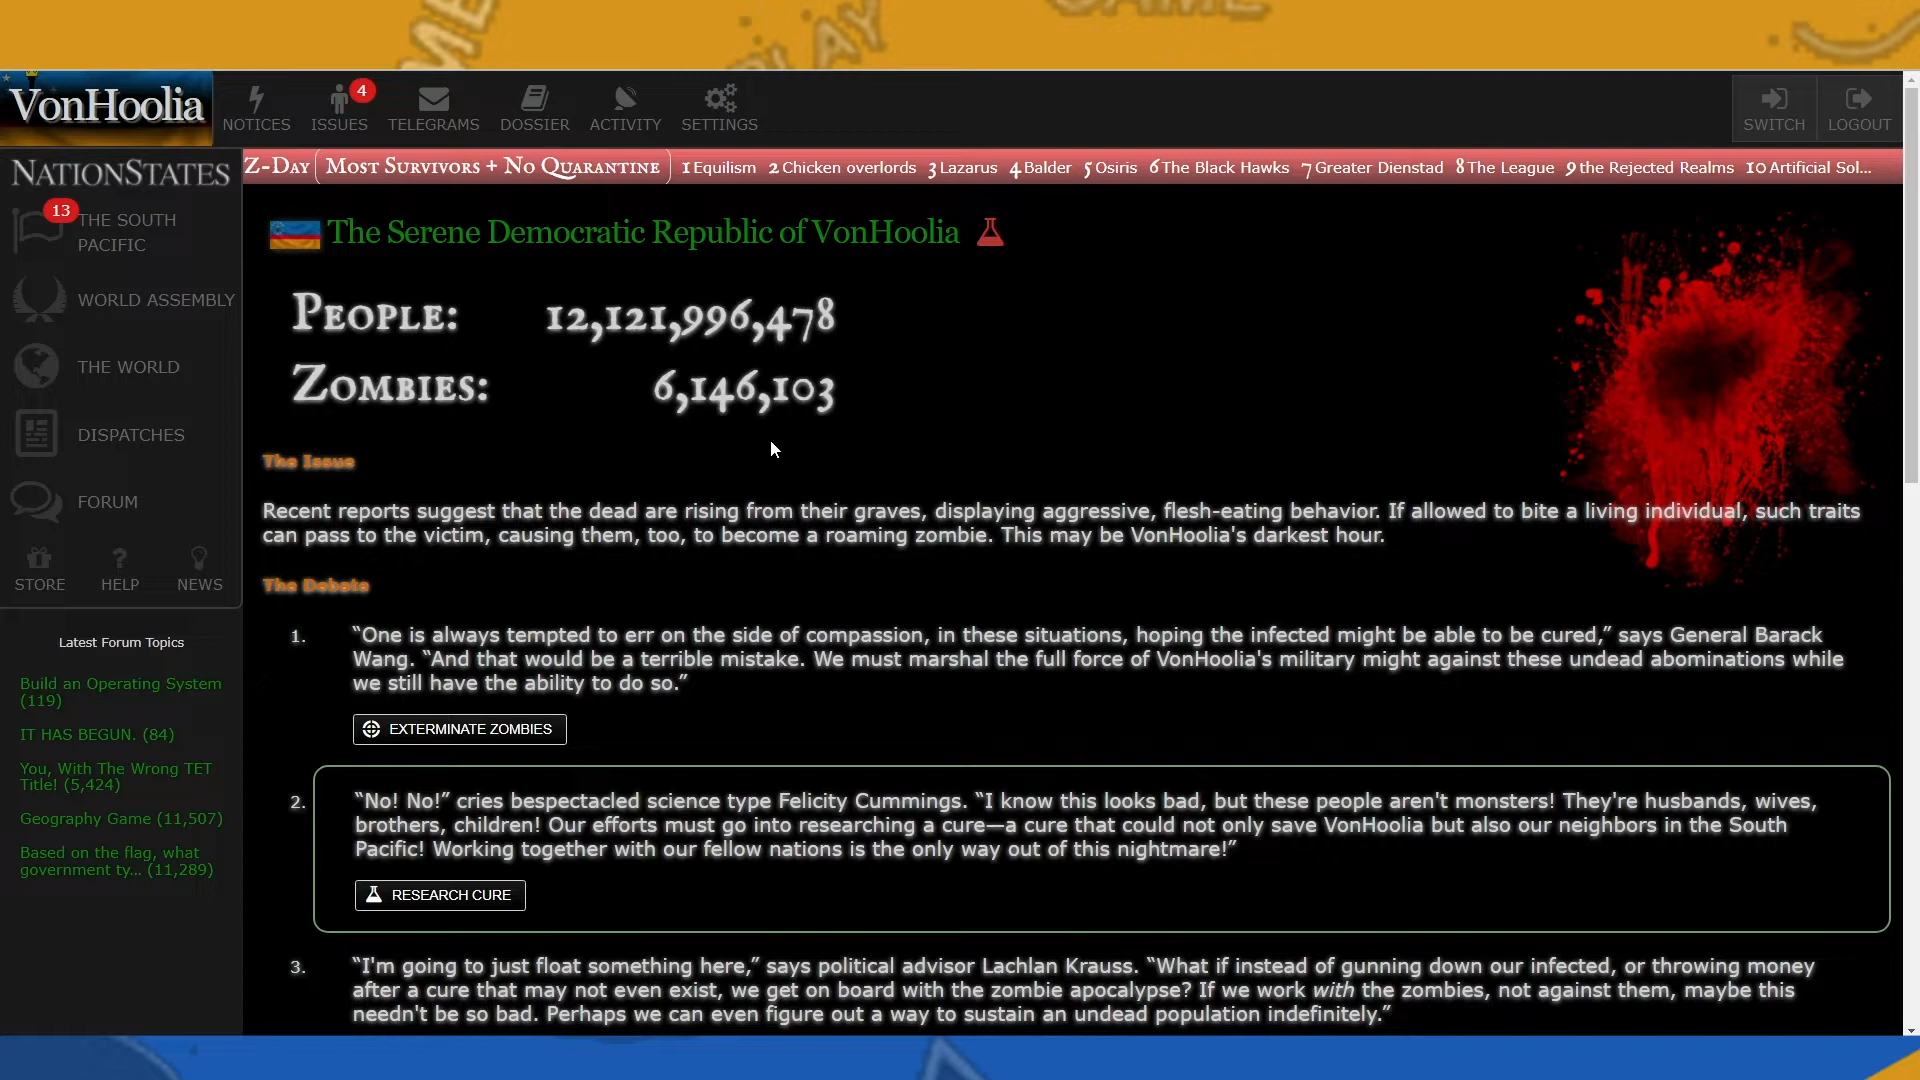 GAME
PLAY
VonHoolia
NOTICES
4
ISSUES
TELEGRAMS
DOSSIER
ACTIVITY
SETTINGS
SWITCH
LOGOUT
NATIONSTATES
Z-DAY MOST SURVIVORS + NO QUARANTINE 1 Equilism 2 Chicken overlords 3 Lazarus 4 Balder 5 Osiris 6 The Black Hawks 7 Greater Dienstad 8 The League 9 the Rejected Realms 10 Artificial Sol...
13
THE SOUTH
PACIFIC
WORLD ASSEMBLY
THE WORLD
DISPATCHES
FORUM
STORE
HELP
NEWS
Latest Forum Topics
Build an Operating System
(119)
IT HAS BEGUN. (84)
You, With The Wrong TET
Title! (5,424)
Geography Game (11,507)
Based on the flag, what
government ty... (11,289)
The Serene Democratic Republic of VonHoolia
PEOPLE: 12,121,996,478
ZOMBIES: 6,146,103
The Issue
Recent reports suggest that the dead are rising from their graves, displaying aggressive, flesh-eating behavior. If allowed to bite a living individual, such traits
can pass to the victim, causing them, too, to become a roaming zombie. This may be VonHoolia's darkest hour.
The Debate
1. “One is always tempted to err on the side of compassion, in these situations, hoping the infected might be able to be cured,” says General Barack
Wang. “And that would be a terrible mistake. We must marshal the full force of VonHoolia's military might against these undead abominations while
we still have the ability to do so.”
EXTERMINATE ZOMBIES
2. “No! No!” cries bespectacled science type Felicity Cummings. “I know this looks bad, but these people aren't monsters! They're husbands, wives,
brothers, children! Our efforts must go into researching a cure—a cure that could not only save VonHoolia but also our neighbors in the South
Pacific! Working together with our fellow nations is the only way out of this nightmare!”
RESEARCH CURE
3. “I'm going to just float something here,” says political advisor Lachlan Krauss. “What if instead of gunning down our infected, or throwing money
after a cure that may not even exist, we get on board with the zombie apocalypse? If we work with the zombies, not against them, maybe this
needn't be so bad. Perhaps we can even figure out a way to sustain an undead population indefinitely.”